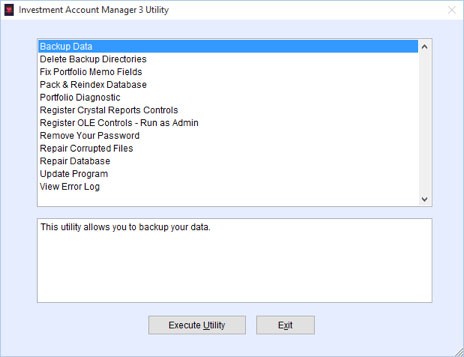 Investment Account Manager 3 Utility
Backup Data
Delete Backup Directories
Fix Portfolio Memo Fields
Pack & Reindex Database
Portfolio Diagnostic
Register Crystal Reports Controls
Register OLE Controls - Run as Admin
Remove Your Password
Repair Corrupted Files
Repair Database
Update Program
View Error Log
This utility allows you to backup your data.
Execute Utility
Exit